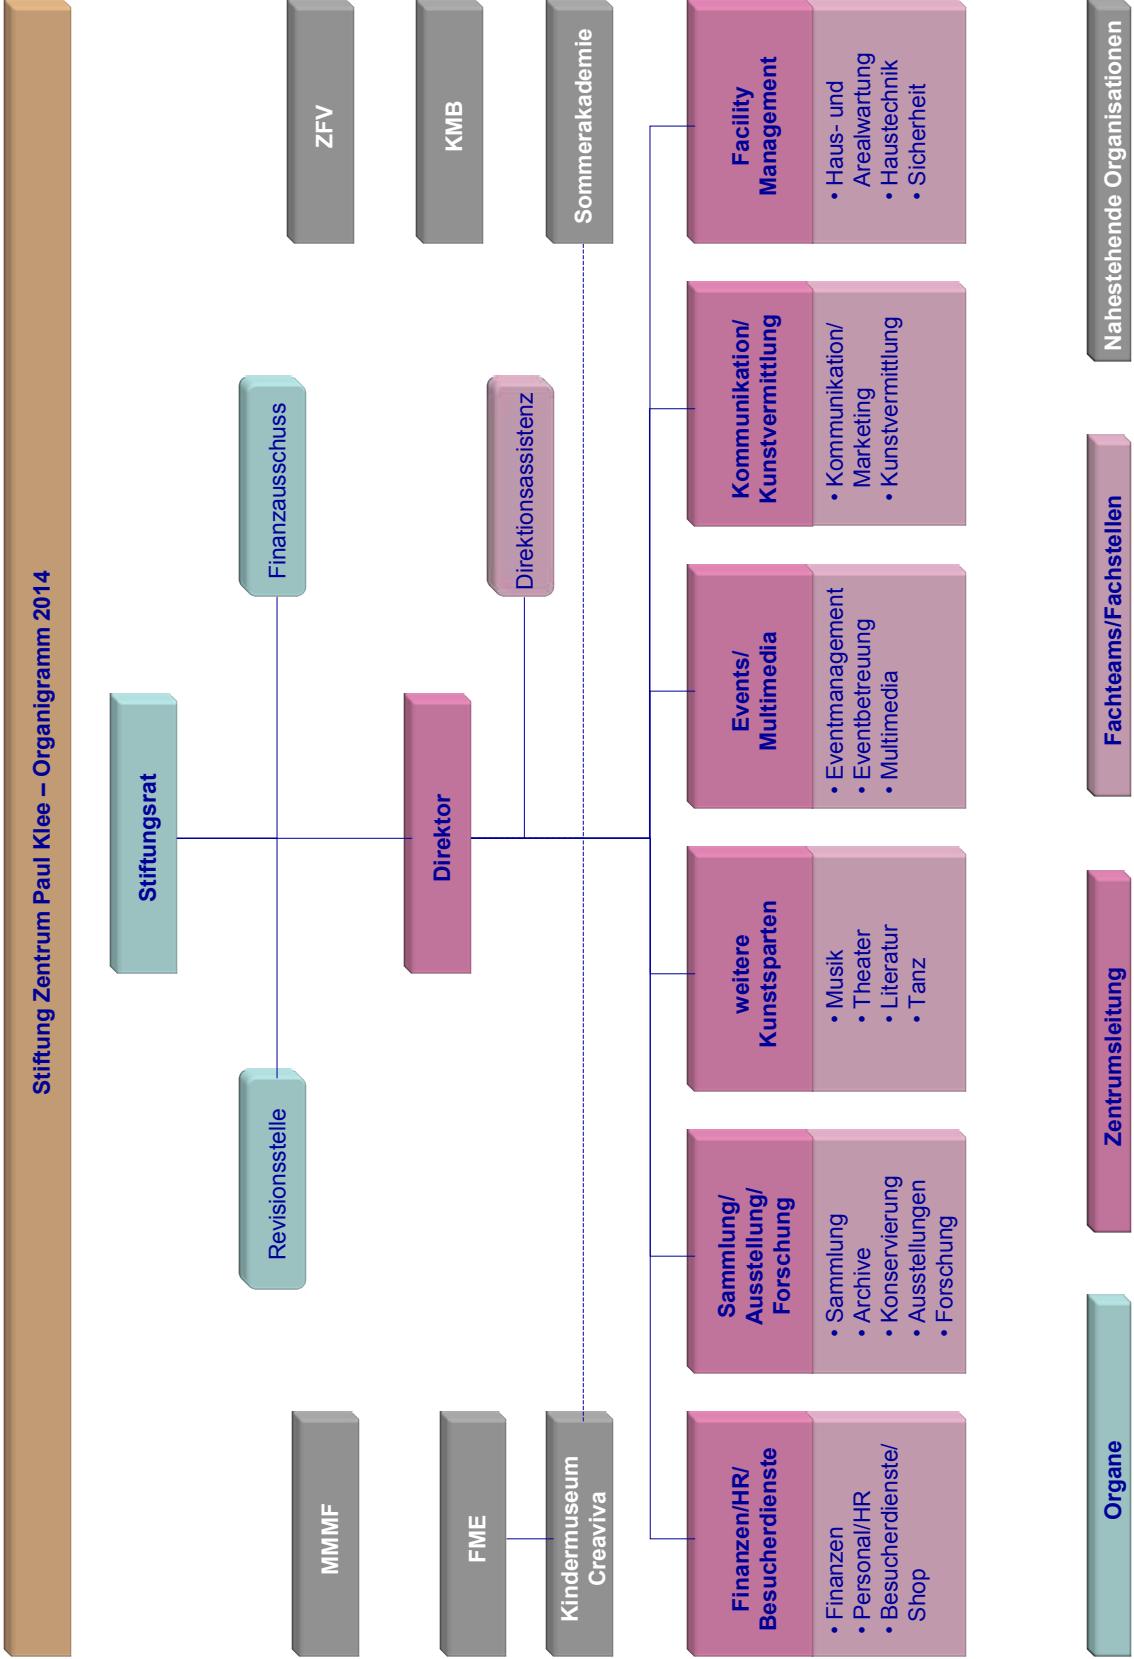 Stiftung Zentrum Paul Klee – Organigramm 2014
Stiftungsrat
Revisionsstelle
Finanzausschuss
MMMF
ZFV
Direktor
FME
KMB
Direktionsassistenz
Kindermuseum
Creaviva
Sommerakademie
Finanzen/HR/
Besucherdienste
• Finanzen
• Personal/HR
• Besucherdienste/
Shop
Sammlung/
Ausstellung/
Forschung
• Sammlung
• Archive
• Konservierung
• Ausstellungen
• Forschung
weitere
Kunstsparten
• Musik
• Theater
• Literatur
• Tanz
Events/
Multimedia
• Eventmanagement
• Eventbetreuung
• Multimedia
Kommunikation/
Kunstvermittlung
• Kommunikation/
Marketing
• Kunstvermittlung
Facility
Management
• Haus- und
Arealwartung
• Haustechnik
• Sicherheit
Organe
Zentrumsleitung
Fachteams/Fachstellen
Nahestehende Organisationen